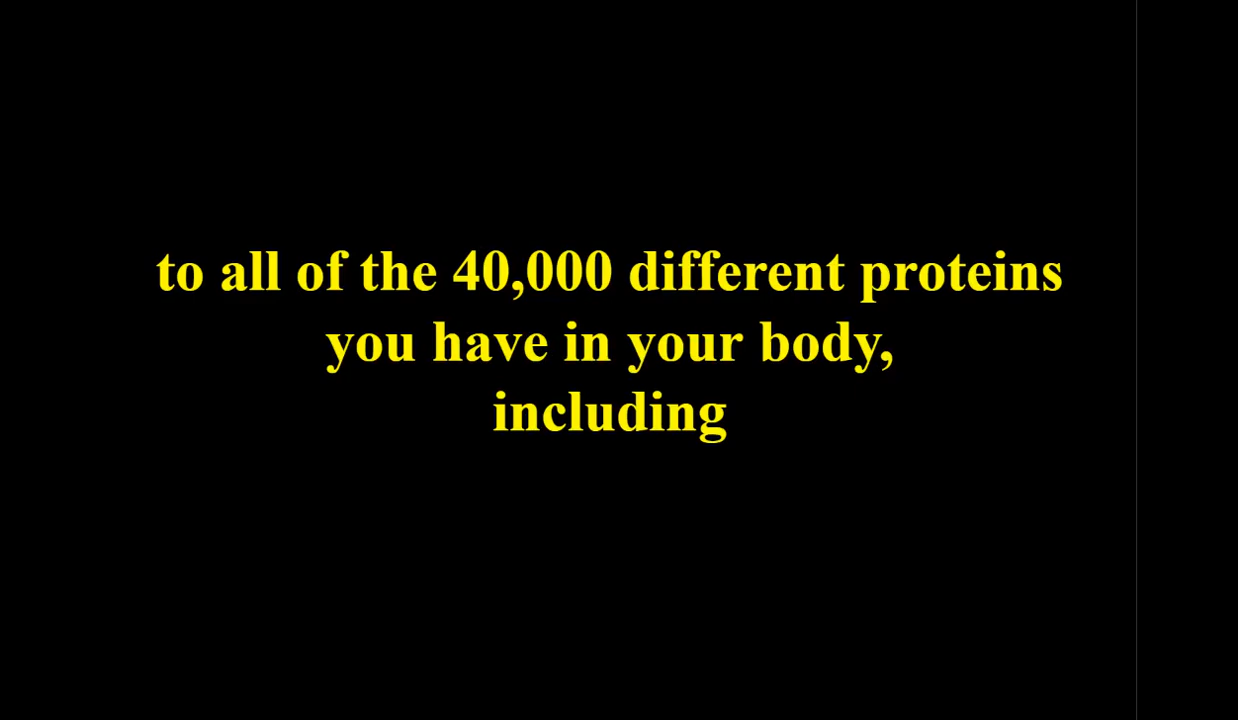 to all of the 40,000 different proteins
you have in your body,
including